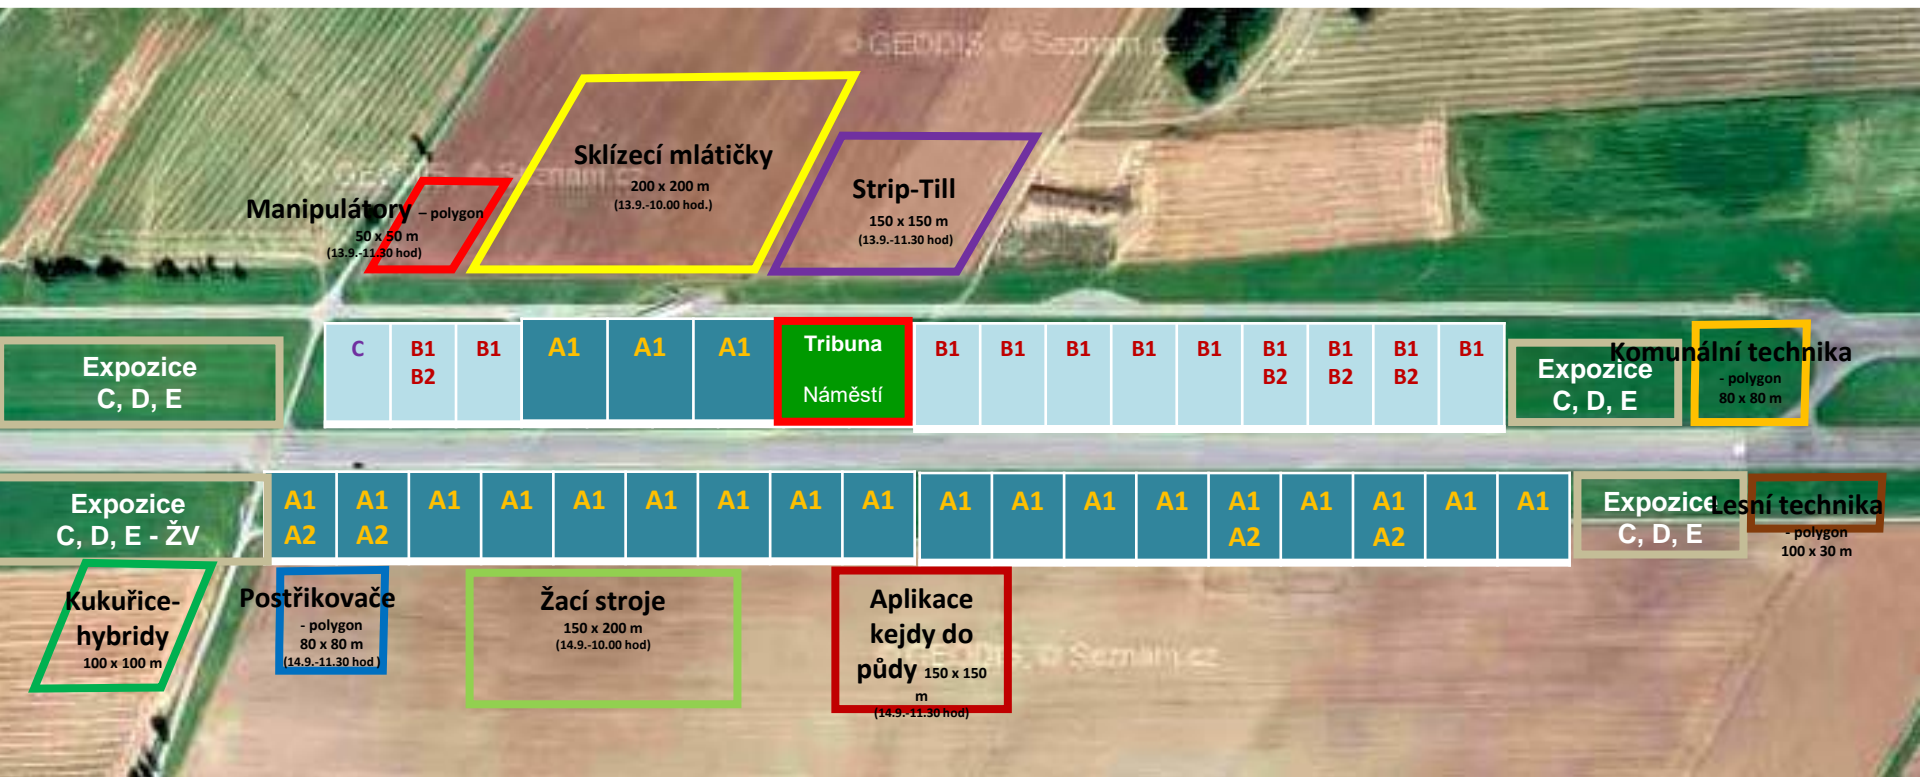 © GEODIS, © Seznam.cz
Sklízecí mlátičky
200 x 200 m
(13.9.-10.00 hod.)
Strip-Till
150 x 150 m
(13.9.-11.30 hod)
Manipulátory – polygon
50 x 50 m
(13.9.-11.30 hod)
Expozice
C, D, E
C
B1
B2
B1
A1
A1
A1
Tribuna
Náměstí
B1
B1
B1
B1
B1
B1
B2
B1
B2
B1
B2
B1
Expozice
C, D, E
Komunální technika
- polygon
80 x 80 m
Expozice
C, D, E - ŽV
A1
A2
A1
A2
A1
A1
A1
A1
A1
A1
A1
A1
A1
A1
A1
A1
A2
A1
A1
A2
A1
A1
Expozice
C, D, E
Lesní technika
- polygon
100 x 30 m
Kukuřice-
hybridy
100 x 100 m
Postřikovače
- polygon
80 x 80 m
(14.9.-11.30 hod )
Žací stroje
150 x 200 m
(14.9.-10.00 hod)
Aplikace
kejdy do
půdy 150 x 150
m
(14.9.-11.30 hod)